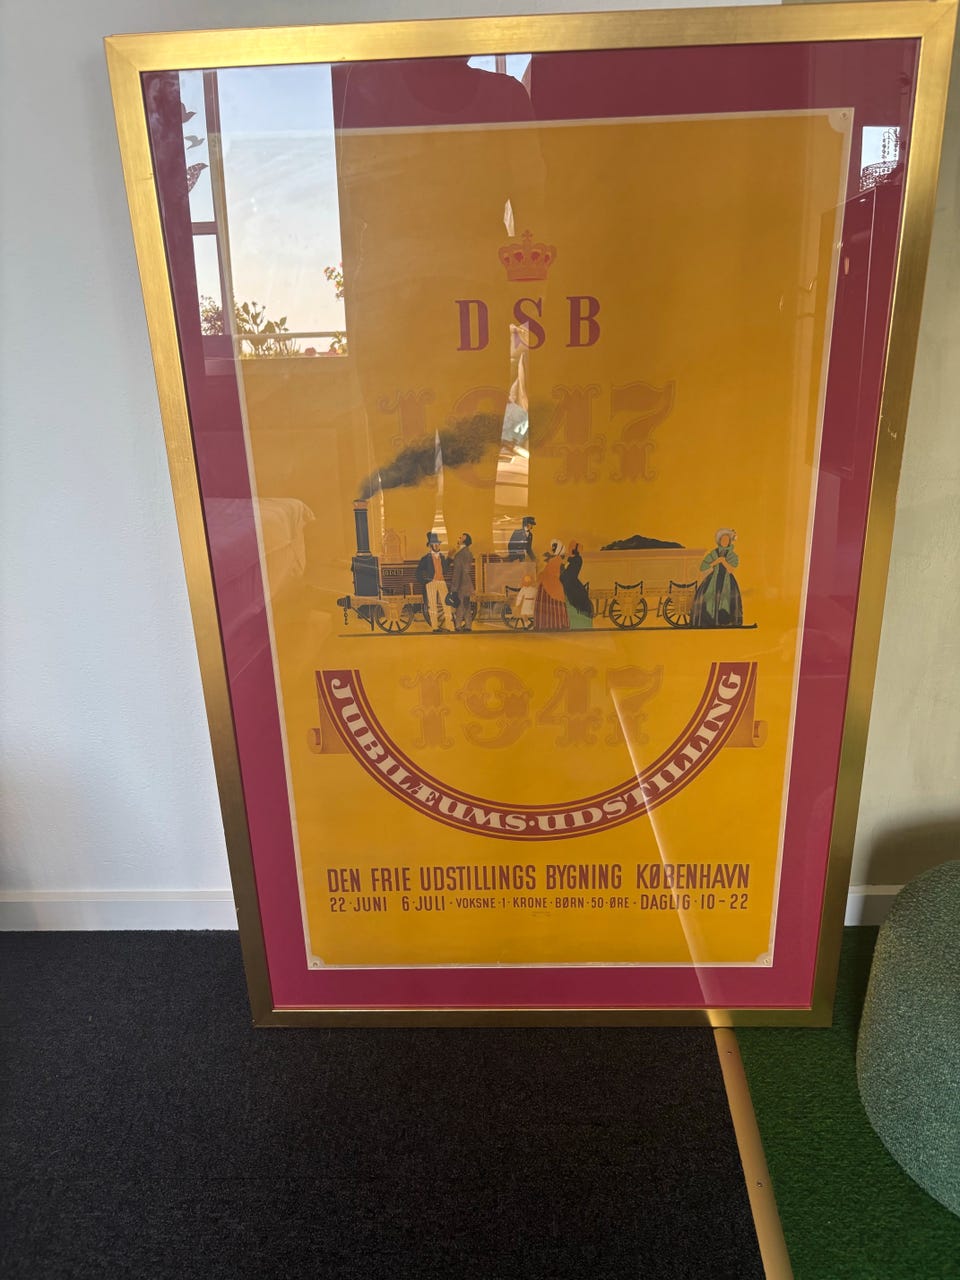 DSB
1847
1947
JUBILÆUMS·UDSTILLING
DEN FRIE UDSTILLINGS BYGNING KØBENHAVN
22·JUNI 6·JULI·VOKSNE·1·KRONE·BØRN·50·ØRE·DAGLIG·10-22